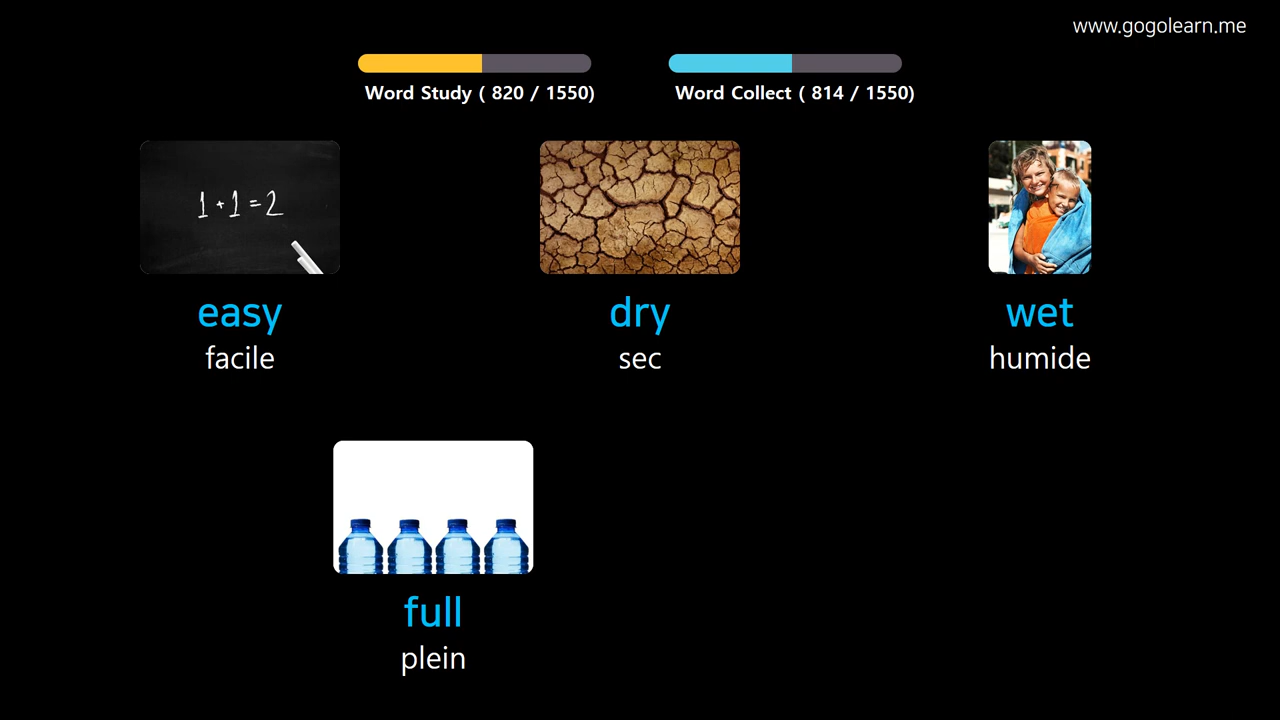 www.gogolearn.me
Word Study ( 820 / 1550)
Word Collect ( 814 / 1550)
1+1=2
easy
facile
dry
sec
wet
humide
full
plein